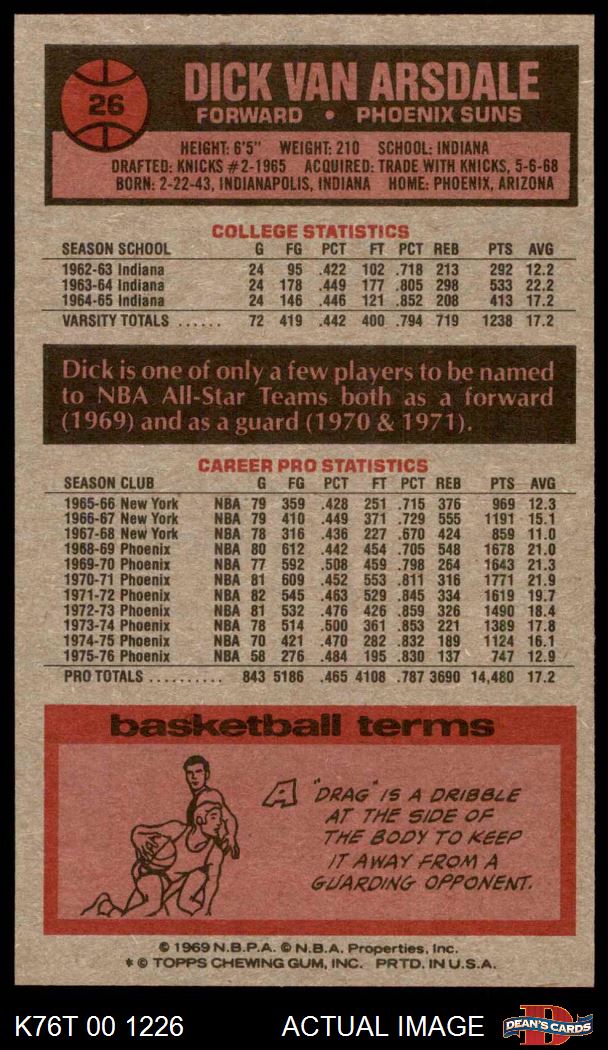 26
DICK VAN ARSDALE
FORWARD • PHOENIX SUNS
HEIGHT: 6'5" WEIGHT: 210 SCHOOL: INDIANA
DRAFTED: KNICKS #2-1965 ACQUIRED: TRADE WITH KNICKS, 5-6-68
BORN: 2-22-43, INDIANAPOLIS, INDIANA HOME: PHOENIX, ARIZONA
COLLEGE STATISTICS
SEASON SCHOOL G FG PCT FT PCT REB PTS AVG
1962-63 Indiana 24 95 .422 102 .718 213 292 12.2
1963-64 Indiana 24 178 .449 177 .805 298 533 22.2
1964-65 Indiana 24 146 .446 121 .852 208 413 17.2
VARSITY TOTALS ...... 72 419 .442 400 .794 719 1238 17.2
Dick is one of only a few players to be named
to NBA All-Star Teams both as a forward
(1969) and as a guard (1970 & 1971).
CAREER PRO STATISTICS
SEASON CLUB G FG PCT FT PCT REB PTS AVG
1965-66 New York NBA 79 359 .428 251 .715 376 969 12.3
1966-67 New York NBA 79 410 .449 371 .729 555 1191 15.1
1967-68 New York NBA 78 316 .436 227 .670 424 859 11.0
1968-69 Phoenix NBA 80 612 .442 454 .705 548 1678 21.0
1969-70 Phoenix NBA 77 592 .508 459 .798 264 1643 21.3
1970-71 Phoenix NBA 81 609 .452 553 .811 316 1771 21.9
1971-72 Phoenix NBA 82 545 .463 529 .845 334 1619 19.7
1972-73 Phoenix NBA 81 532 .476 426 .859 326 1490 18.4
1973-74 Phoenix NBA 78 514 .500 361 .853 221 1389 17.8
1974-75 Phoenix NBA 70 421 .470 282 .832 189 1124 16.1
1975-76 Phoenix NBA 58 276 .484 195 .830 137 747 12.9
PRO TOTALS .......... 843 5186 .465 4108 .787 3690 14,480 17.2
basketball terms
A "DRAG" IS A DRIBBLE
AT THE SIDE OF
THE BODY TO KEEP
IT AWAY FROM A
GUARDING OPPONENT.
© 1969 N.B.P.A. © N.B.A. Properties, Inc.
* © TOPPS CHEWING GUM, INC. PRTD. IN U.S.A.
K76T 00 1226 ACTUAL IMAGE
D
DEAN'S CARDS